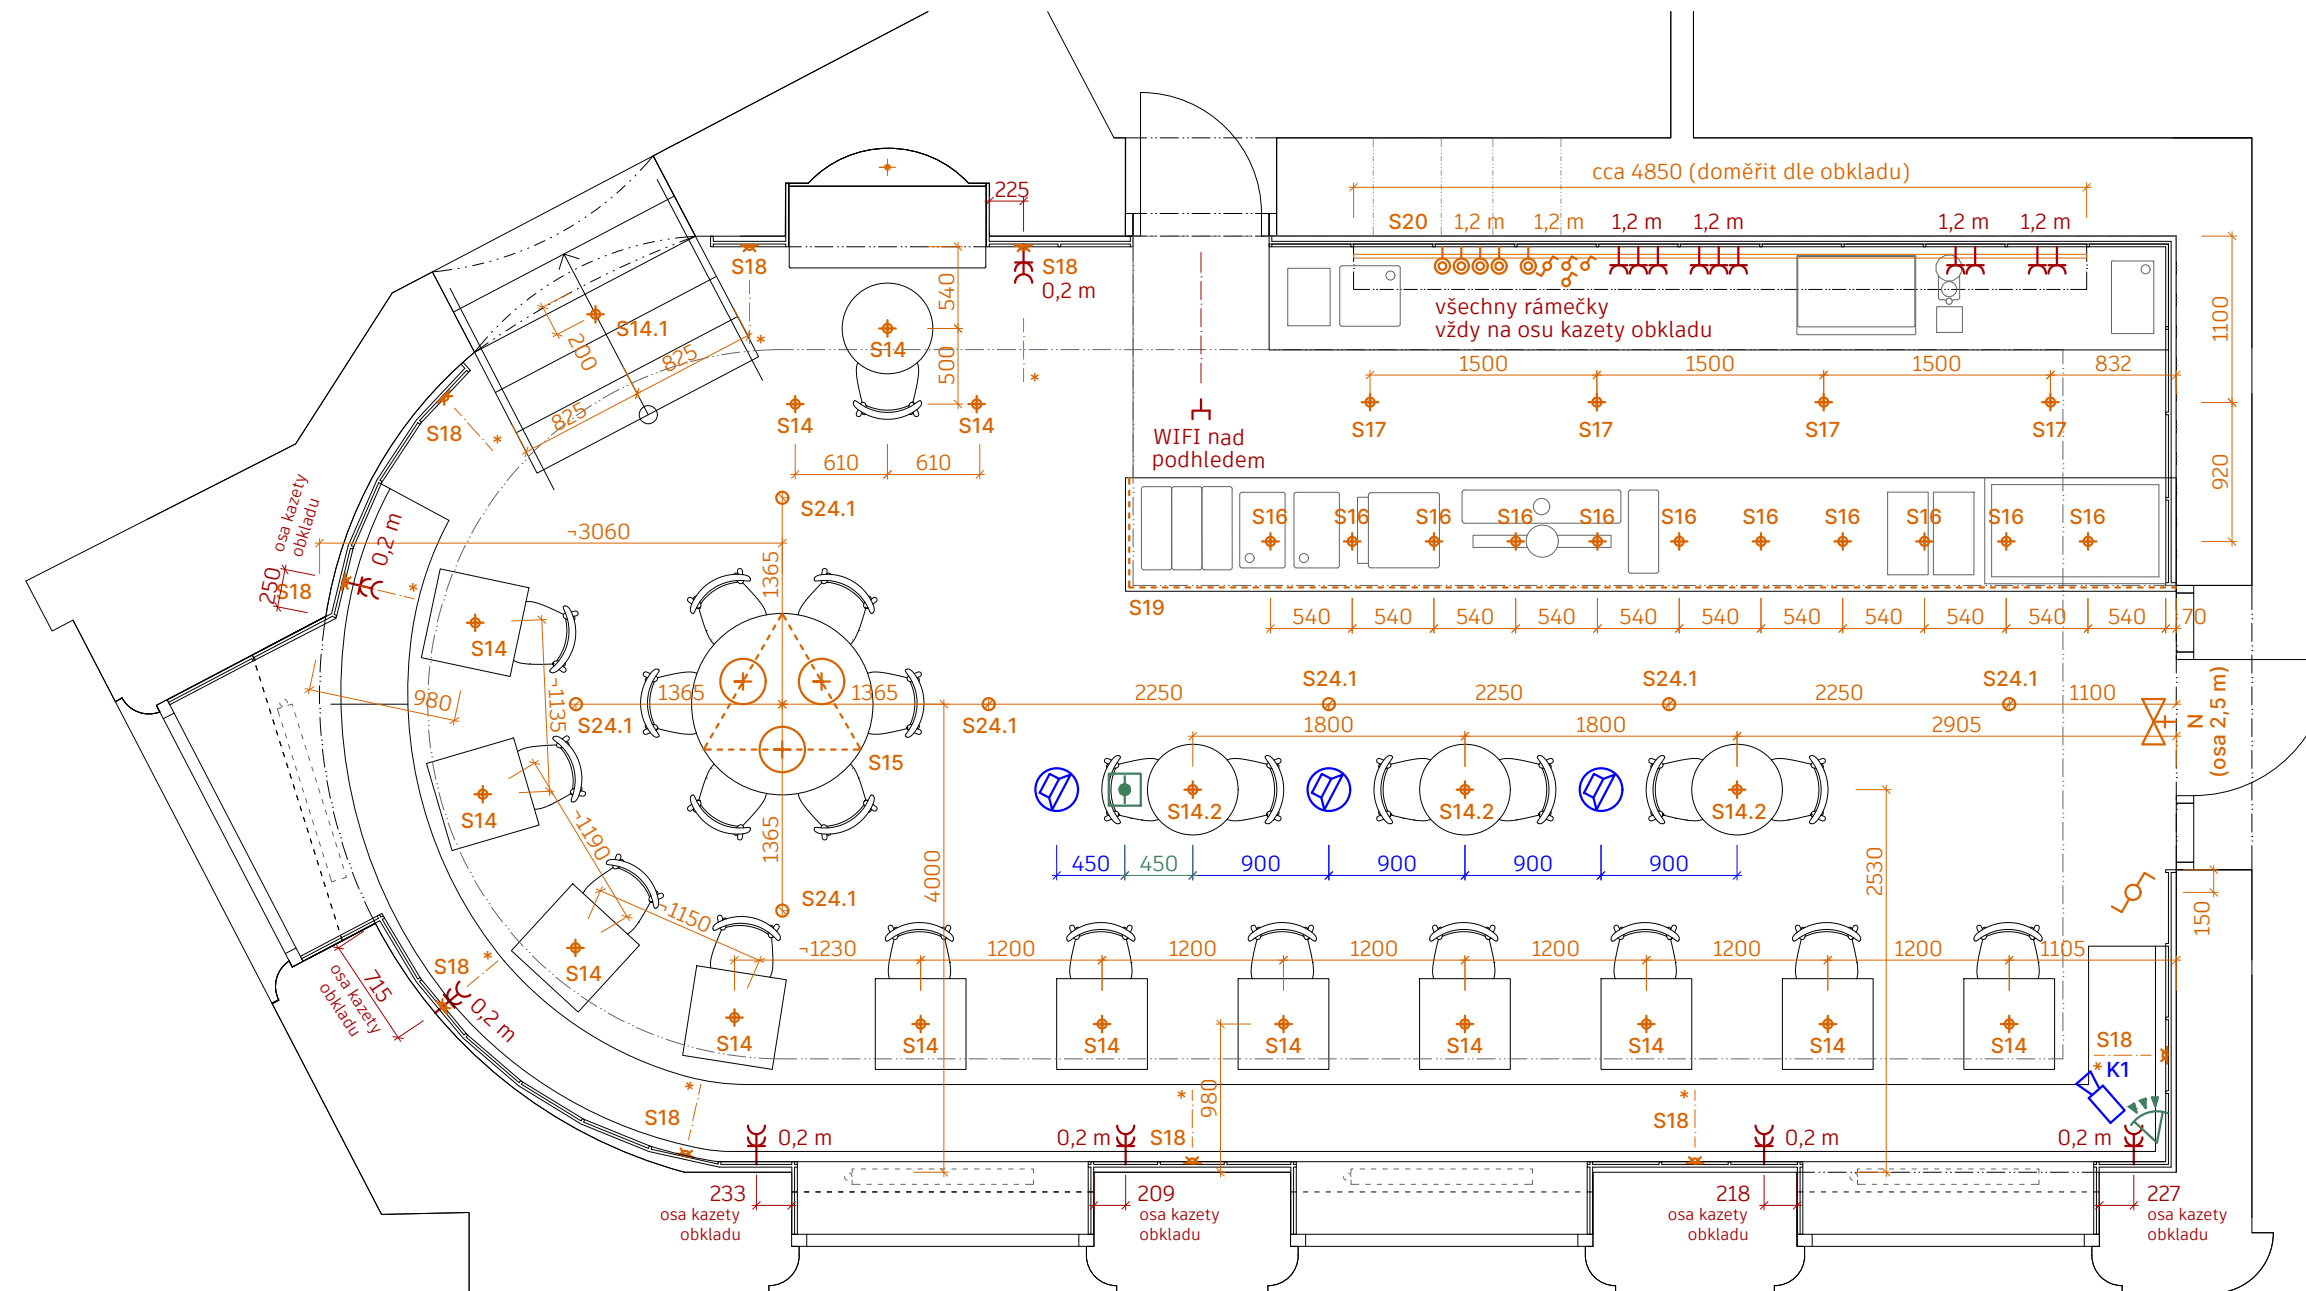 cca 4850 (doměřit dle obkladu)
225
S20
1,2 m
1,2 m
1,2 m
1,2 m
1,2 m
1,2 m
S18
S18
0,2 m
540
všechny rámečky
vždy na osu kazety obkladu
1100
S14.1
200
825
825
S14
500
1500
1500
1500
832
S18
S14
S14
S17
S17
S17
S17
WIFI nad
podhledem
610
610
920
osa kazety
obkladu
0,2 m
S24.1
S16
S16
S16
S16
S16
S16
S16
S16
S16
S16
S16
¬3060
1365
250
S18
S19
540
540
540
540
540
540
540
540
540
540
540
70
S14
980
¬1135
1365
1365
S24.1
S24.1
2250
S24.1
2250
S24.1
2250
S24.1
1100
N
(osa 2,5 m)
1800
1800
2905
S15
S14
S14.2
S14.2
S14.2
¬1190
1365
450
450
900
900
900
900
4000
2530
S24.1
150
¬1150
¬1230
1200
1200
1200
1200
1200
1200
1105
S18
S14
715
osa kazety
obkladu
0,2 m
S14
S14
S14
S14
S14
S14
S14
S14
S18
K1
980
S18
0,2 m
0,2 m
S18
S18
0,2 m
0,2 m
233
osa kazety
obkladu
209
osa kazety
obkladu
218
osa kazety
obkladu
227
osa kazety
obkladu